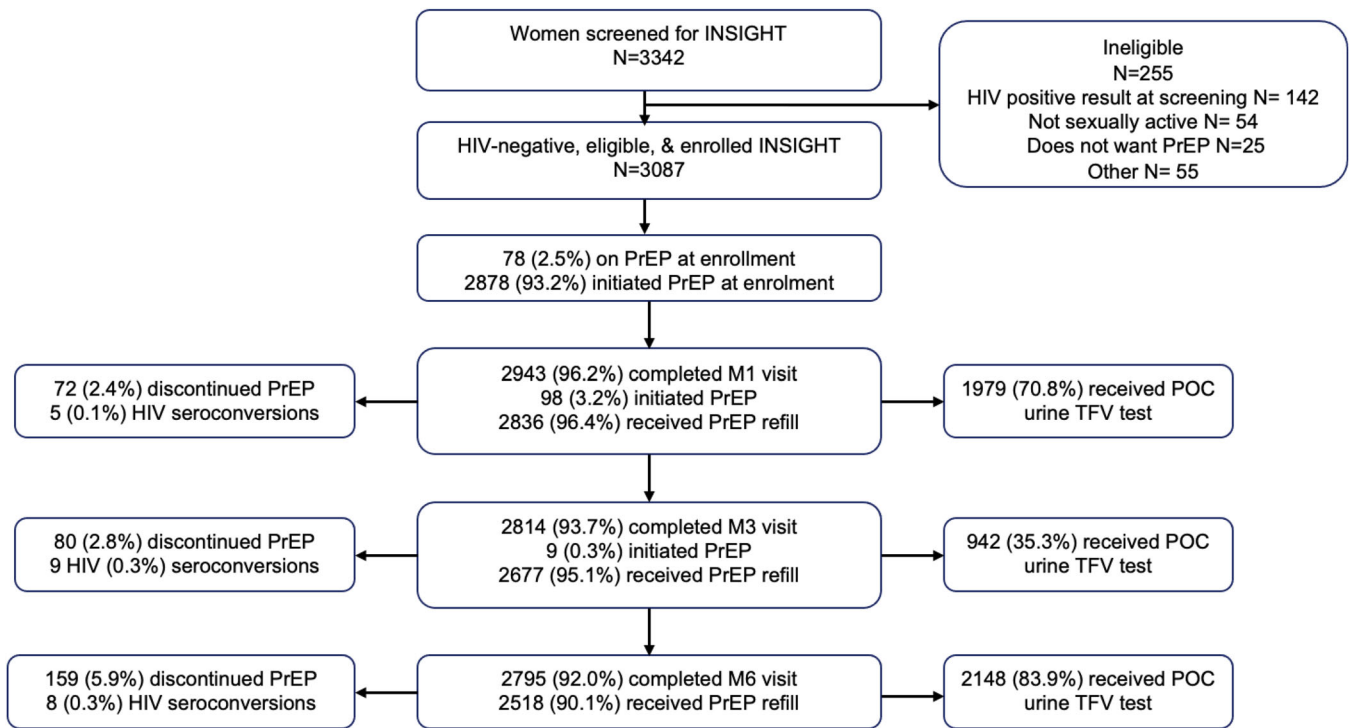 Women screened for INSIGHT
N=3342
Ineligible
N=255
HIV positive result at screening N= 142
Not sexually active N= 54
Does not want PrEP N=25
Other N= 55
HIV-negative, eligible, & enrolled INSIGHT
N=3087
78 (2.5%) on PrEP at enrollment
2878 (93.2%) initiated PrEP at enrolment
72 (2.4%) discontinued PrEP
5 (0.1%) HIV seroconversions
2943 (96.2%) completed M1 visit
98 (3.2%) initiated PrEP
2836 (96.4%) received PrEP refill
1979 (70.8%) received POC
urine TFV test
80 (2.8%) discontinued PrEP
9 HIV (0.3%) seroconversions
2814 (93.7%) completed M3 visit
9 (0.3%) initiated PrEP
2677 (95.1%) received PrEP refill
942 (35.3%) received POC
urine TFV test
159 (5.9%) discontinued PrEP
8 (0.3%) HIV seroconversions
2795 (92.0%) completed M6 visit
2518 (90.1%) received PrEP refill
2148 (83.9%) received POC
urine TFV test